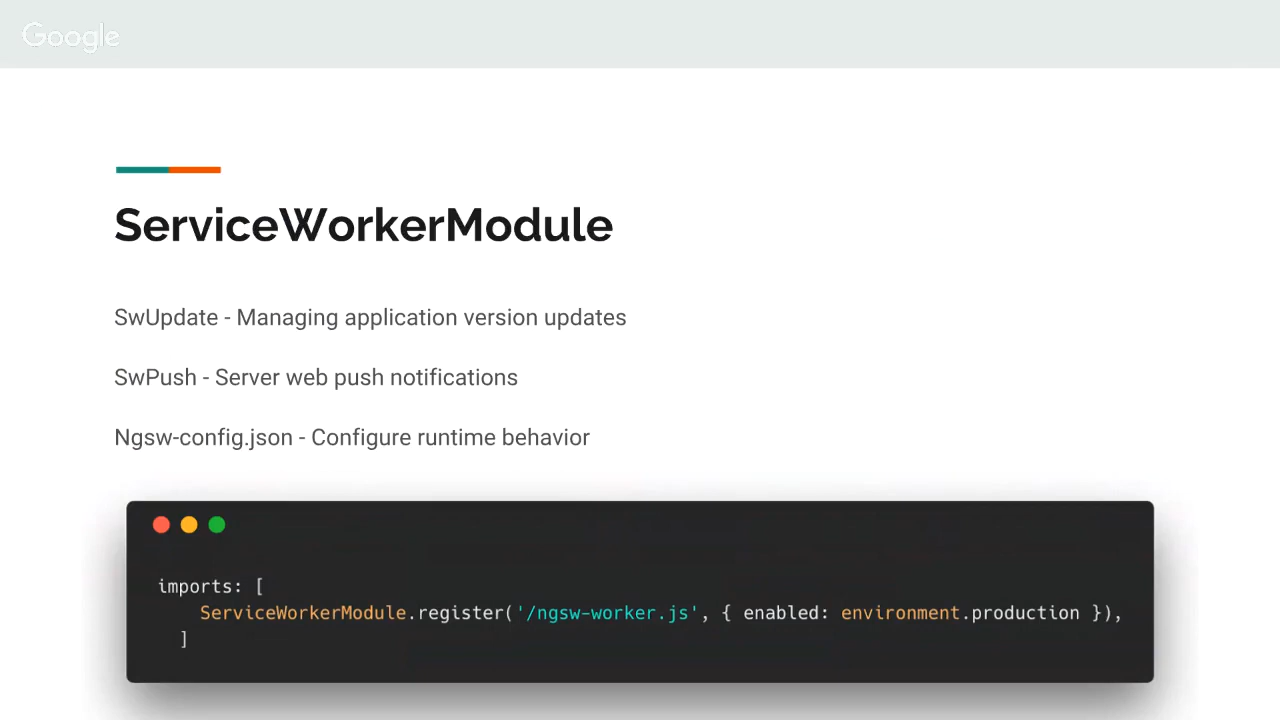 Google
ServiceWorkerModule
SwUpdate - Managing application version updates
SwPush - Server web push notifications
Ngsw-config.json - Configure runtime behavior
imports: [
ServiceWorkerModule.register('/ngsw-worker.js', { enabled: environment.production }),
]